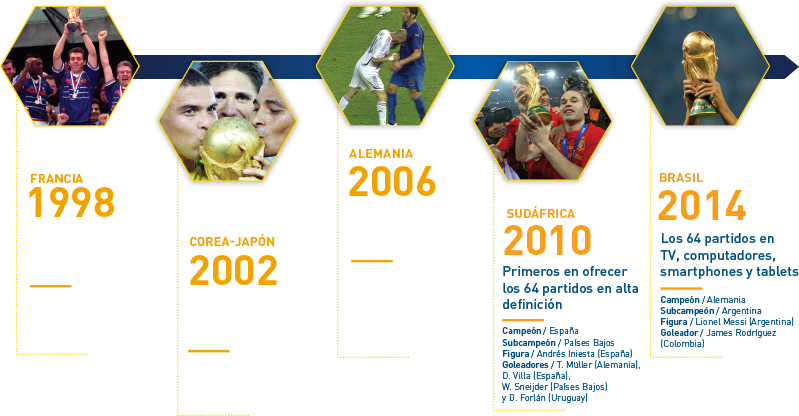 FRANCIA
1998
COREA-JAPÓN
2002
ALEMANIA
2006
SUDÁFRICA
2010
Primeros en ofrecer
los 64 partidos en alta
definición
Campeón / España
Subcampeón / Países Bajos
Figura / Andrés Iniesta (España)
Goleadores / T. Müller (Alemania),
D. Villa (España),
W. Sneijder (Países Bajos)
y D. Forlán (Uruguay)
BRASIL
2014
Los 64 partidos en
TV, computadores,
smartphones y tablets
Campeón / Alemania
Subcampeón / Argentina
Figura / Lionel Messi (Argentina)
Goleador / James Rodríguez
(Colombia)